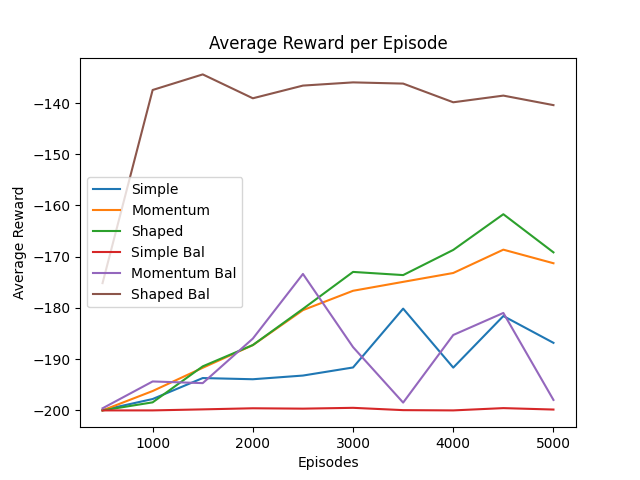 Average Reward per Episode
Average Reward
−140
−150
−160
−170
−180
−190
−200
Simple
Momentum
Shaped
Simple Bal
Momentum Bal
Shaped Bal
1000
2000
3000
4000
5000
Episodes